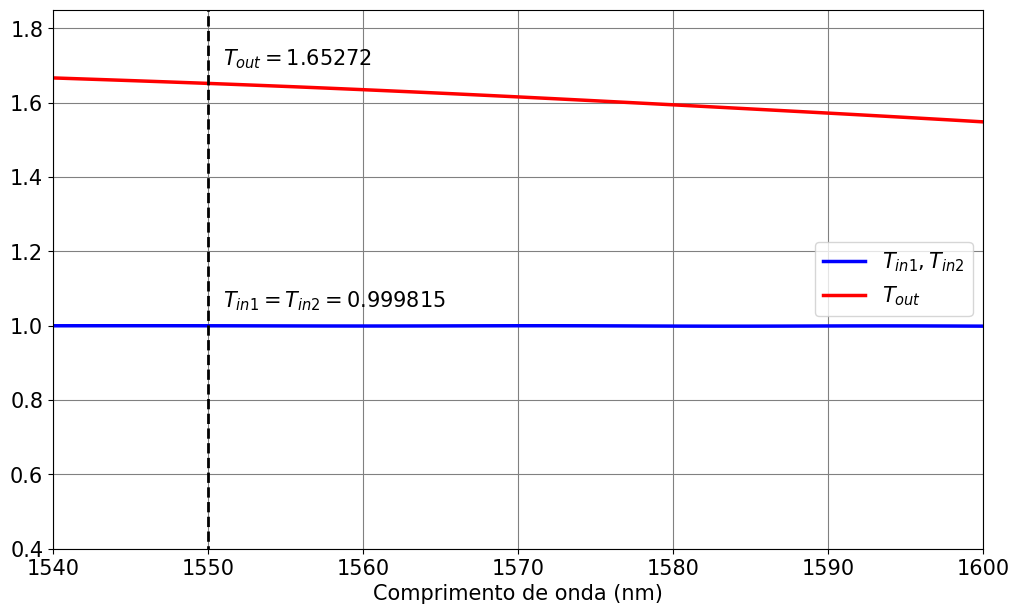 1.8
1.6
1.4
1.2
1.0
0.8
0.6
0.4
T_out = 1.65272
T_in1 = T_in2 = 0.999815
T_in1, T_in2
T_out
1540 1550 1560 1570 1580 1590 1600
Comprimento de onda (nm)